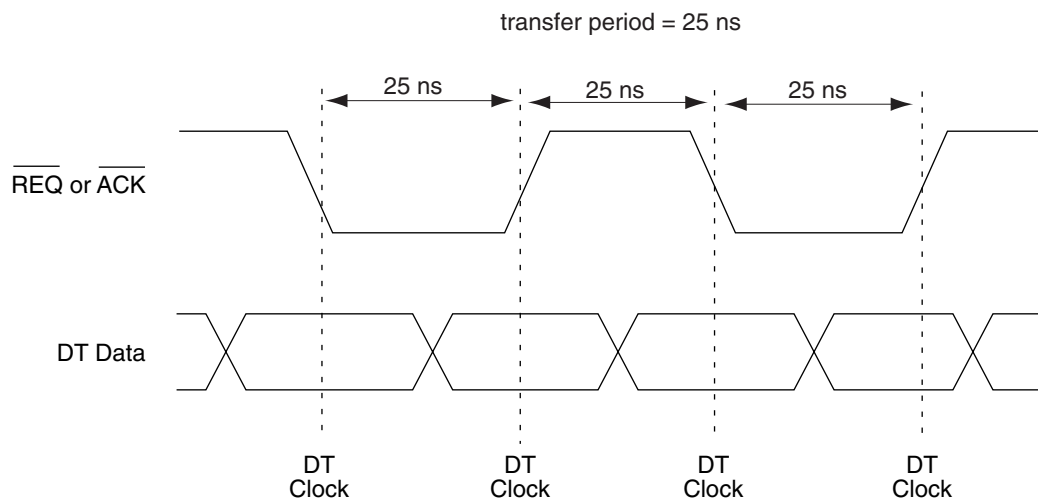 transfer period = 25 ns
25 ns
25 ns
25 ns
REQ or ACK
DT Data
DT
Clock
DT
Clock
DT
Clock
DT
Clock